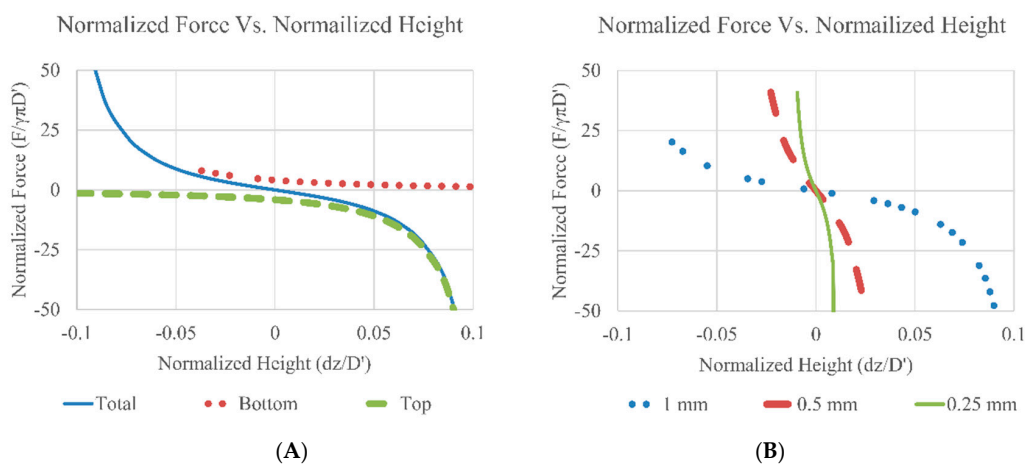 Normalized Force Vs. Normailized Height
50
25
0
-25
-50
Normalized Force (F/γπD')
-0.1 -0.05 0 0.05 0.1
Normalized Height (dz/D')
Total Bottom Top
(A)
Normalized Force Vs. Normailized Height
50
25
0
-25
-50
Normalized Force (F/γπD')
-0.1 -0.05 0 0.05 0.1
Normalized Height (dz/D')
1 mm 0.5 mm 0.25 mm
(B)